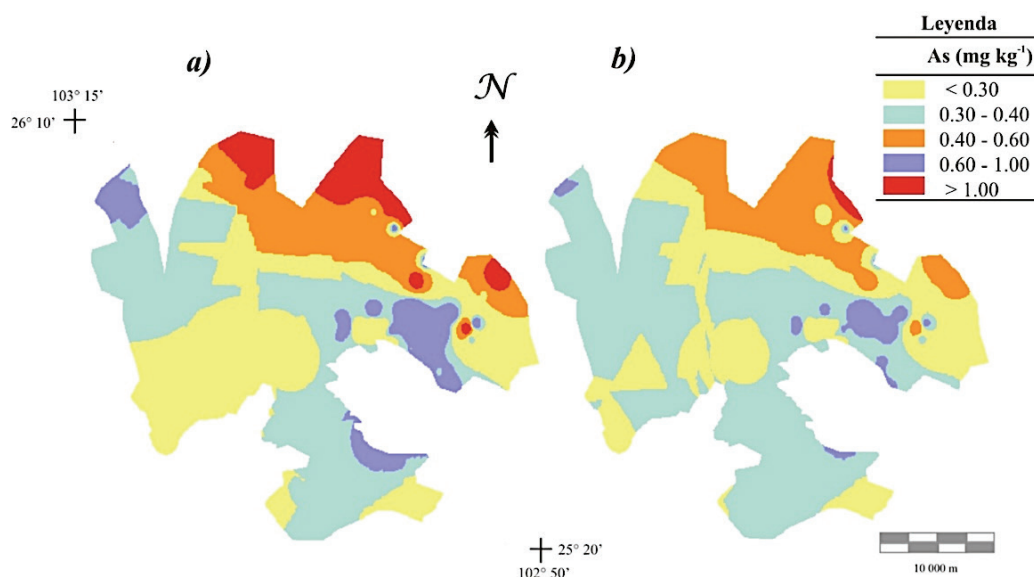 Leyenda
As (mg kg⁻¹)
< 0.30
0.30 - 0.40
0.40 - 0.60
0.60 - 1.00
> 1.00
a)
b)
N
103° 15’
26° 10’
25° 20’
102° 50’
10 000 m